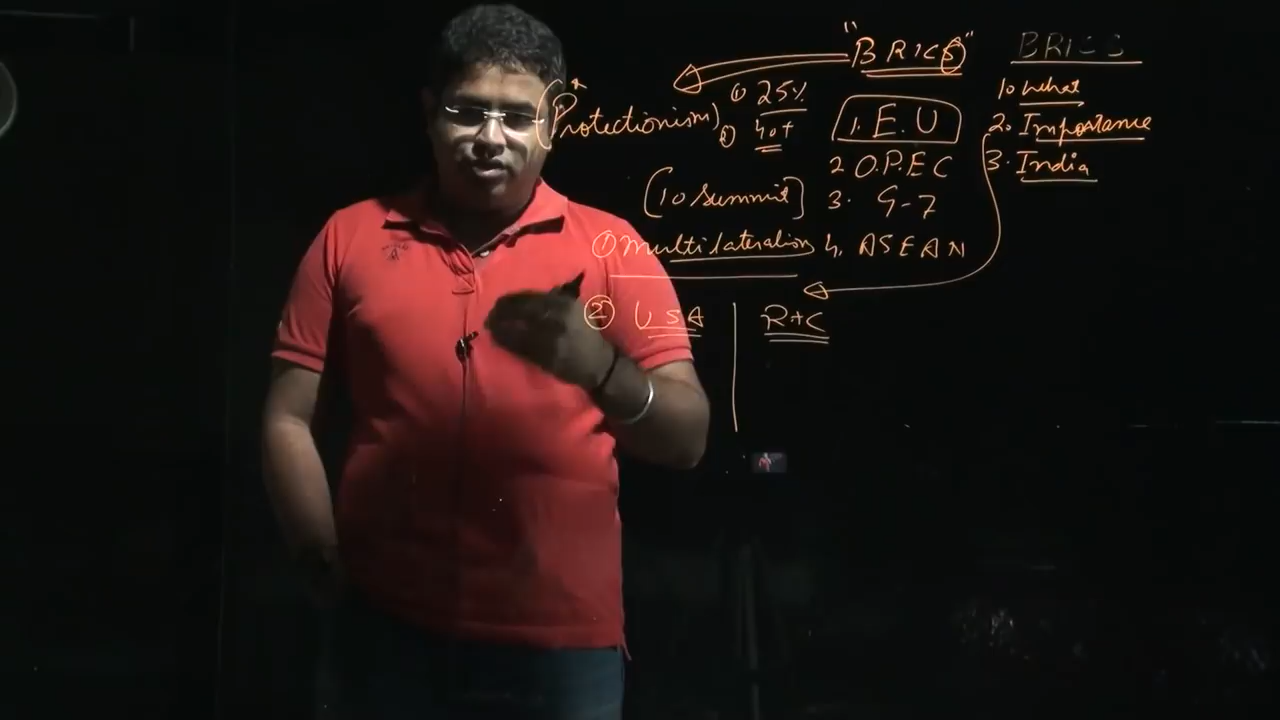 "BRICS"
BRICS
1. What
2. Importance
3. India
(Protectionism)
① 25%
② 40+
1. E.U
2 O.P.E C
3. G-7
4. ASEAN
[10 Summit]
① Multilateralism
② USA
R+C